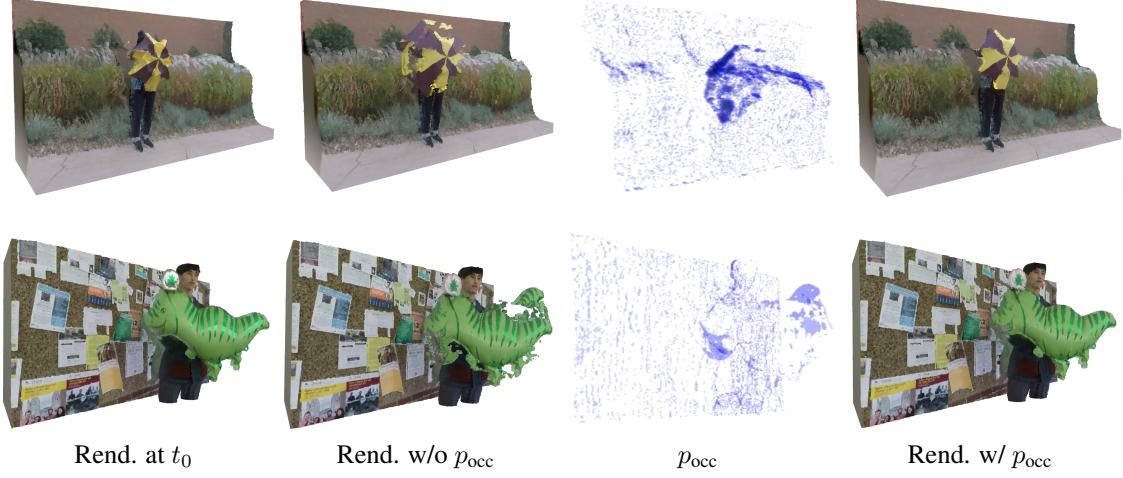 Rend. at t₀
Rend. w/o pₒcc
pₒcc
Rend. w/ pₒcc